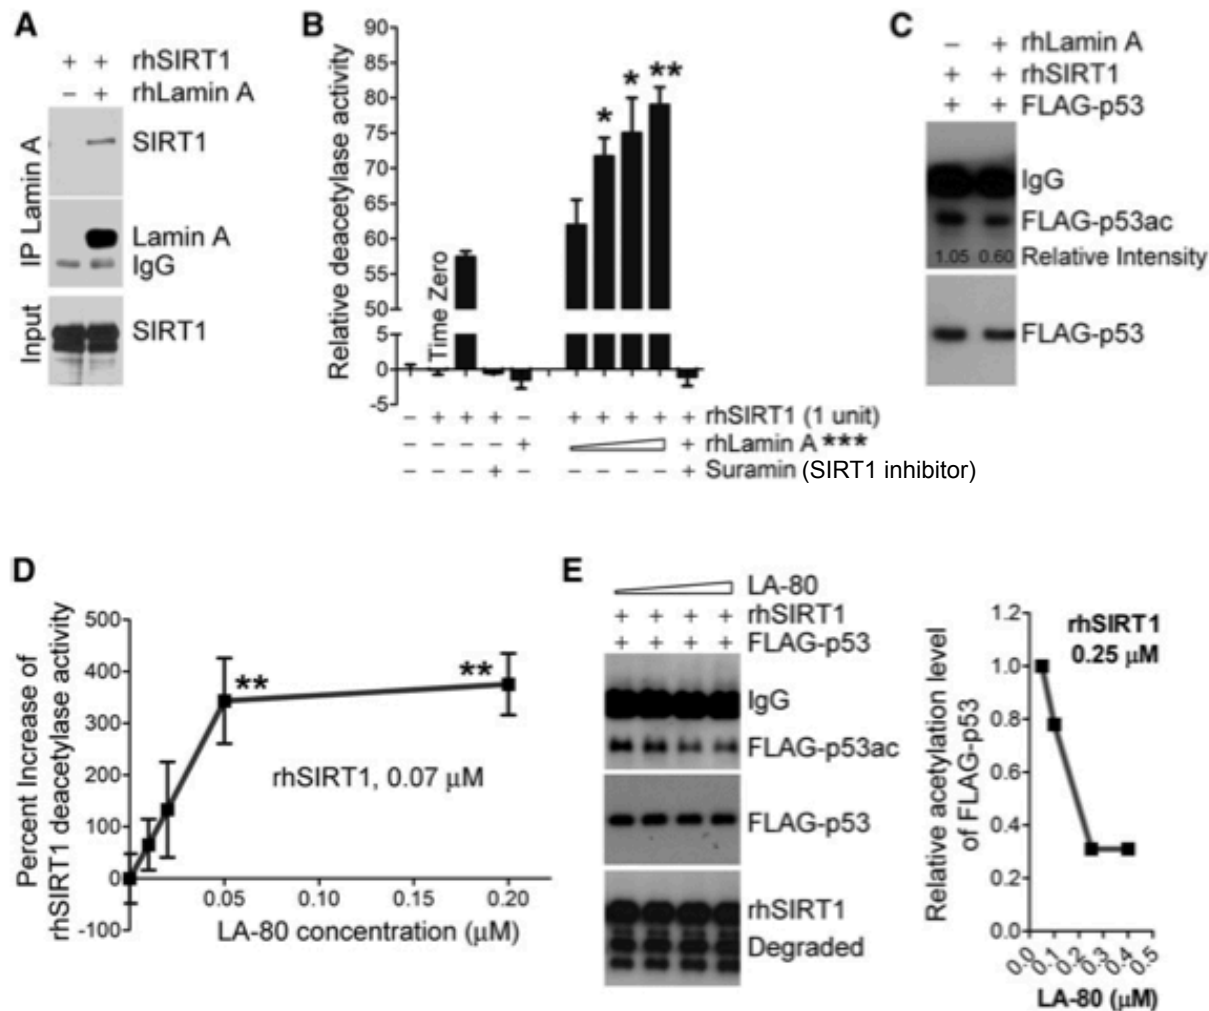 A
+ + rhSIRT1
− + rhLamin A
IP Lamin A
SIRT1
Lamin A
IgG
Input
SIRT1
B
Relative deacetylase activity
90
85
80
75
70
65
60
55
50
5
0
-5
Time Zero
* * **
− + + + − + + + + + rhSIRT1 (1 unit)
− − − − + + rhLamin A ***
− − − + − − − − − + Suramin (SIRT1 inhibitor)
C
− + rhLamin A
+ + rhSIRT1
+ + FLAG-p53
IgG
FLAG-p53ac
1.05 0.60 Relative Intensity
FLAG-p53
D
Percent Increase of
rhSIRT1 deacetylase activity
500
400
300
200
100
0
-100
** **
rhSIRT1, 0.07 μM
0.05 0.10 0.15 0.20
LA-80 concentration (μM)
E
LA-80
+ + + + rhSIRT1
+ + + + FLAG-p53
IgG
FLAG-p53ac
FLAG-p53
rhSIRT1
Degraded
Relative acetylation level
of FLAG-p53
1.2
1.0
0.8
0.6
0.4
0.2
0.0
rhSIRT1
0.25 μM
0.0 0.1 0.2 0.3 0.4 0.5
LA-80 (μM)